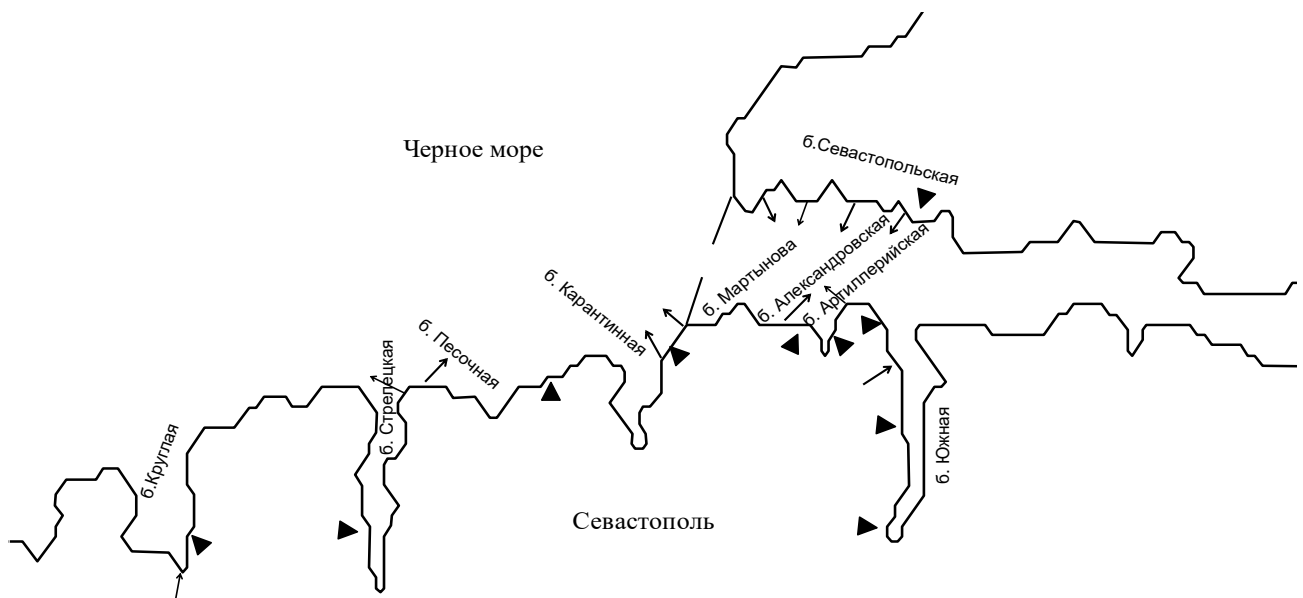 Черное море
б.Севастопольская
б. Мартынова
б. Александровская
б. Артиллерийская
б. Карантинная
б. Песочная
б. Стрелецкая
б.Круглая
б. Южная
Севастополь